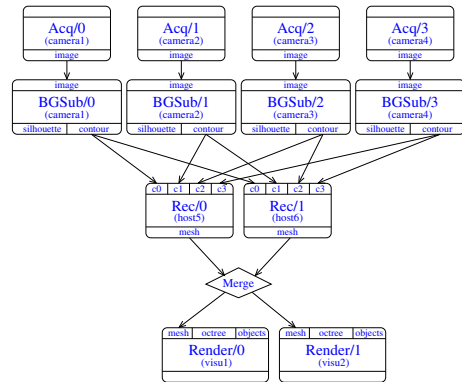 Acq/0 Acq/1 Acq/2 Acq/3
(camera1) (camera2) (camera3) (camera4)
image image image image
image image image image
BGSub/0 BGSub/1 BGSub/2 BGSub/3
(camera1) (camera2) (camera3) (camera4)
silhouette contour silhouette contour silhouette contour silhouette contour
c0 c1 c2 c3 c0 c1 c2 c3
Rec/0 Rec/1
(host5) (host6)
mesh mesh
Merge
mesh octree objects mesh octree objects
Render/0 Render/1
(visu1) (visu2)